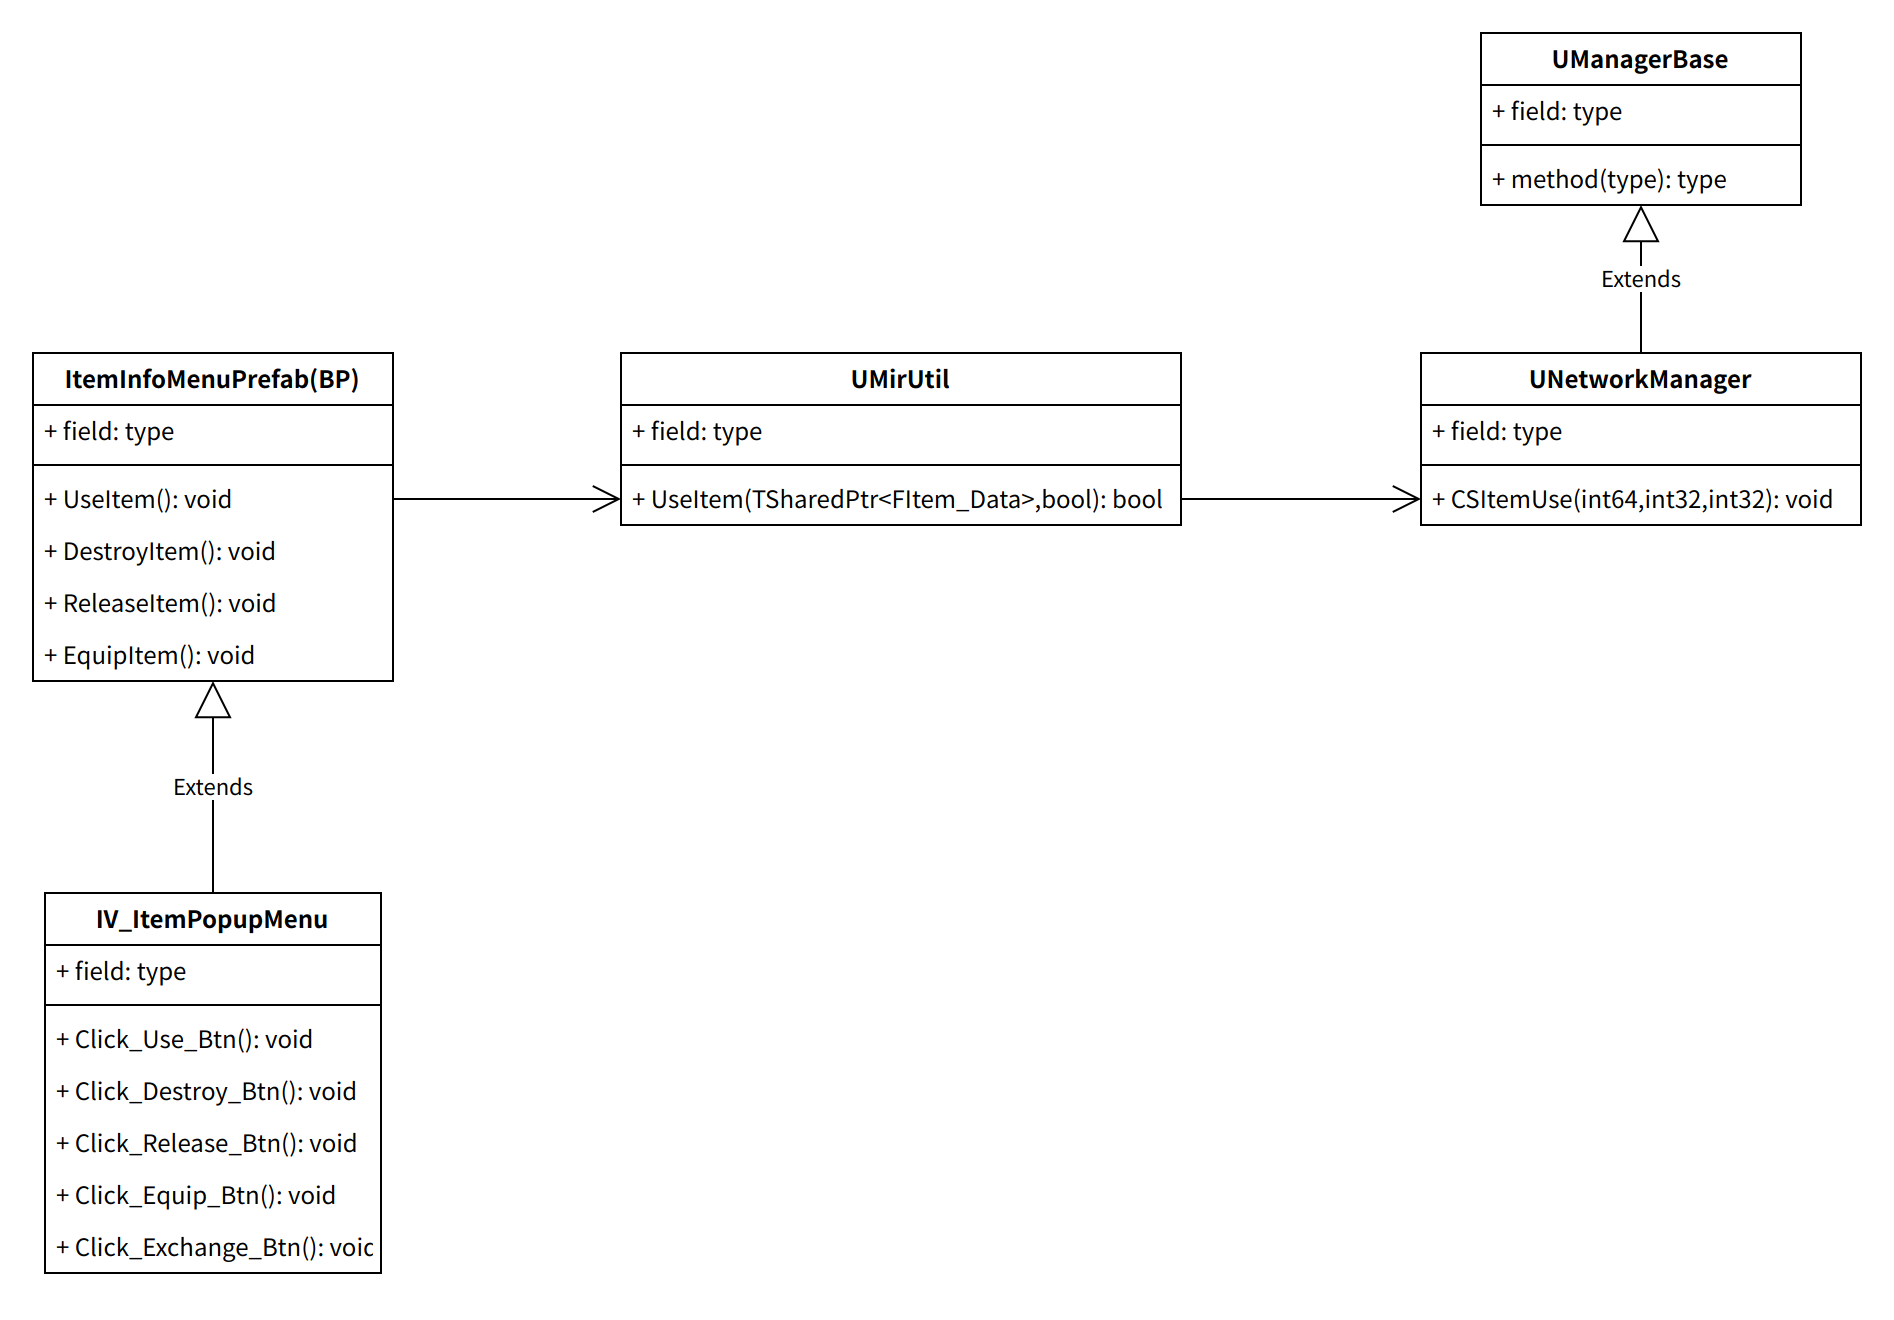 UManagerBase
+ field: type
+ method(type): type
Extends
ItemInfoMenuPrefab(BP)
+ field: type
+ UseItem(): void
+ DestroyItem(): void
+ ReleaseItem(): void
+ EquipItem(): void
UMirUtil
+ field: type
+ UseItem(TSharedPtr<FItem_Data>,bool): bool
UNetworkManager
+ field: type
+ CSItemUse(int64,int32,int32): void
Extends
IV_ItemPopupMenu
+ field: type
+ Click_Use_Btn(): void
+ Click_Destroy_Btn(): void
+ Click_Release_Btn(): void
+ Click_Equip_Btn(): void
+ Click_Exchange_Btn(): void